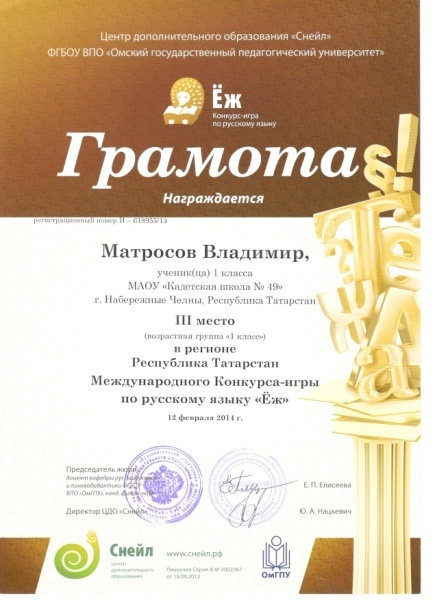 Центр дополнительного образования «Снейл»
ФГБОУ ВПО «Омский государственный педагогический университет»
Ёж
Конкурс-игра
по русскому языку
Грамота
Награждается
регистрационный номер II – 618955/13
Матросов Владимир,
ученик(ца) 1 класса
МАОУ «Кадетская школа № 49»
г. Набережные Челны, Республика Татарстан
III место
(возрастная группа «1 класс»)
в регионе
Республика Татарстан
Международного Конкурса-игры
по русскому языку «Ёж»
12 февраля 2014 г.
Председатель жюри,
доцент кафедры
и лингводидактики
ВПО «ОмГПУ», канд.
Е. П. Елисеева
Директор ЦДО «Снейл»
Ю. А. Нацкевич
Снейл
Центр
дополнительного
образования
www.снейл.рф
Лицензия Серия А № 0002367
от 19.09.2012
ОмГПУ